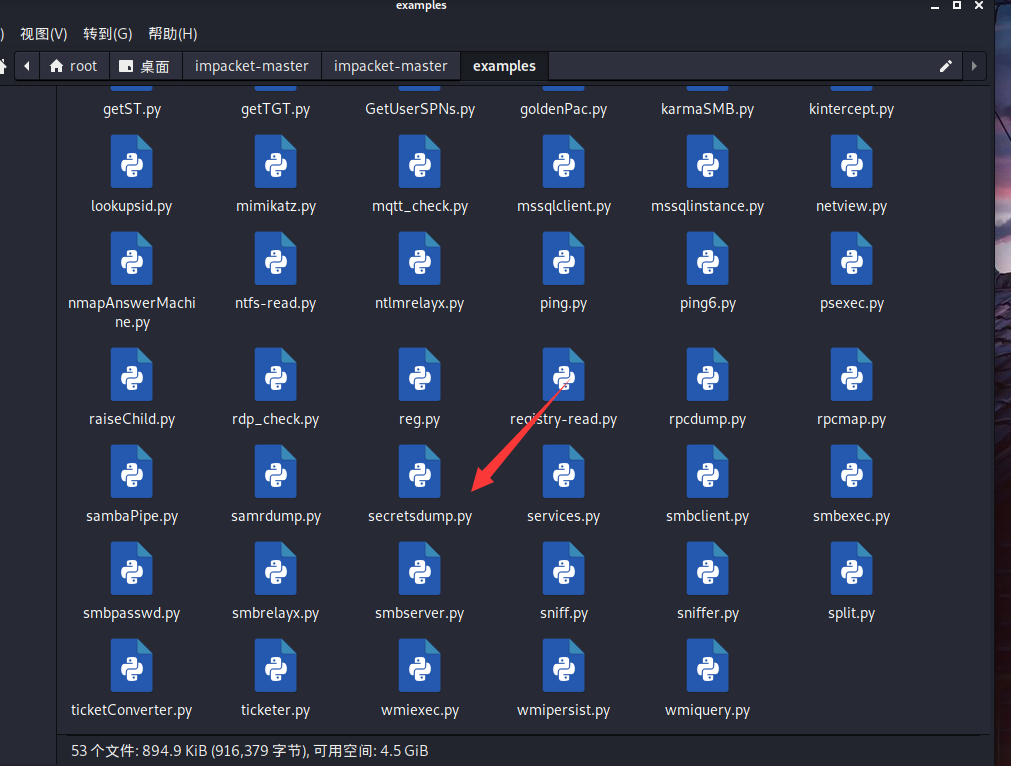 examples
) 视图(V) 转到(G) 帮助(H)
root 桌面 impacket-master impacket-master examples
getST.py getTGT.py GetUserSPNs.py goldenPac.py karmaSMB.py kintercept.py
lookupsid.py mimikatz.py mqtt_check.py mssqlclient.py mssqlinstance.py netview.py
nmapAnswerMachi ntfs-read.py ntlmrelayx.py ping.py ping6.py psexec.py
ne.py
raiseChild.py rdp_check.py reg.py registry-read.py rpcdump.py rpcmap.py
sambaPipe.py samrdump.py secretsdump.py services.py smbclient.py smbexec.py
smbpasswd.py smbrelayx.py smbserver.py sniff.py sniffer.py split.py
ticketConverter.py ticketer.py wmiexec.py wmipersist.py wmiquery.py
53 个文件: 894.9 KiB (916,379 字节), 可用空间: 4.5 GiB